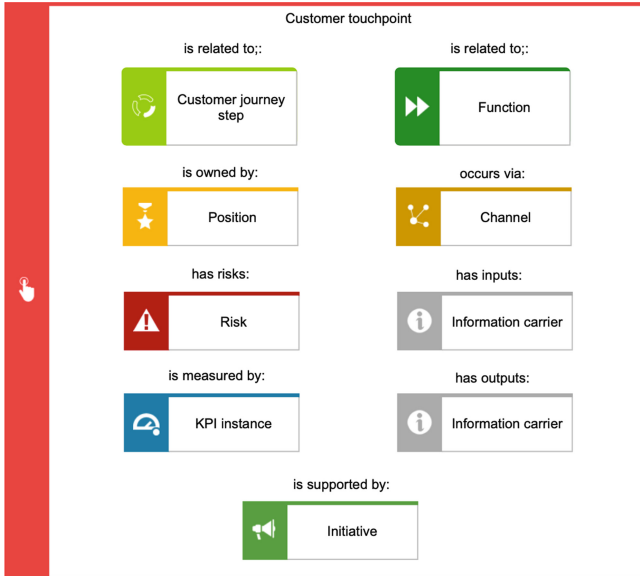 Customer touchpoint
is related to;:
is related to;:
Customer journey
step
Function
is owned by:
occurs via:
Position
Channel
has risks:
has inputs:
Risk
Information carrier
is measured by:
has outputs:
KPI instance
Information carrier
is supported by:
Initiative